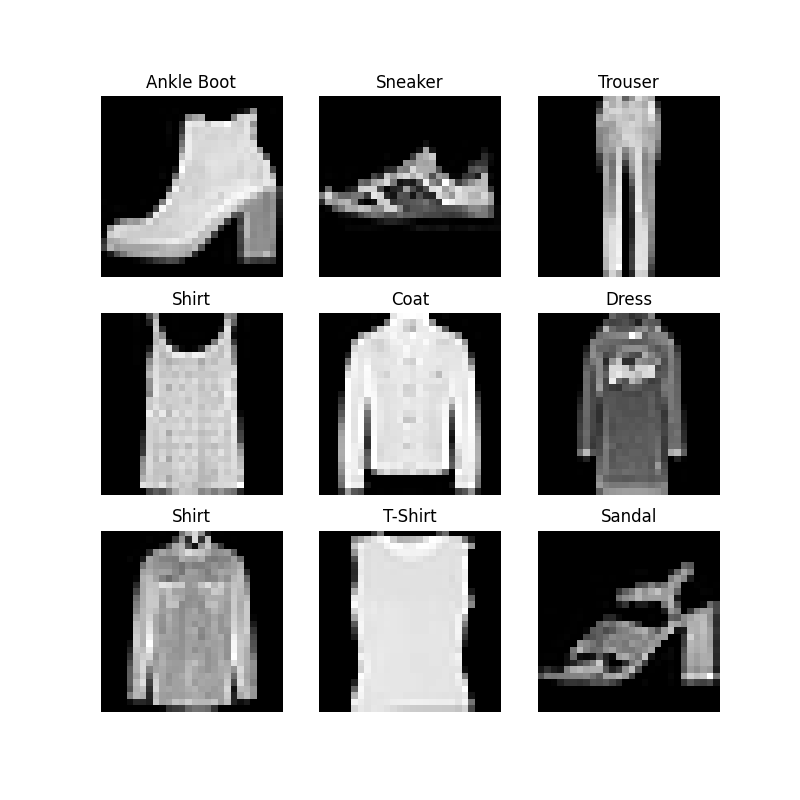 Ankle Boot
Sneaker
Trouser
Shirt
Coat
Dress
Shirt
T-Shirt
Sandal